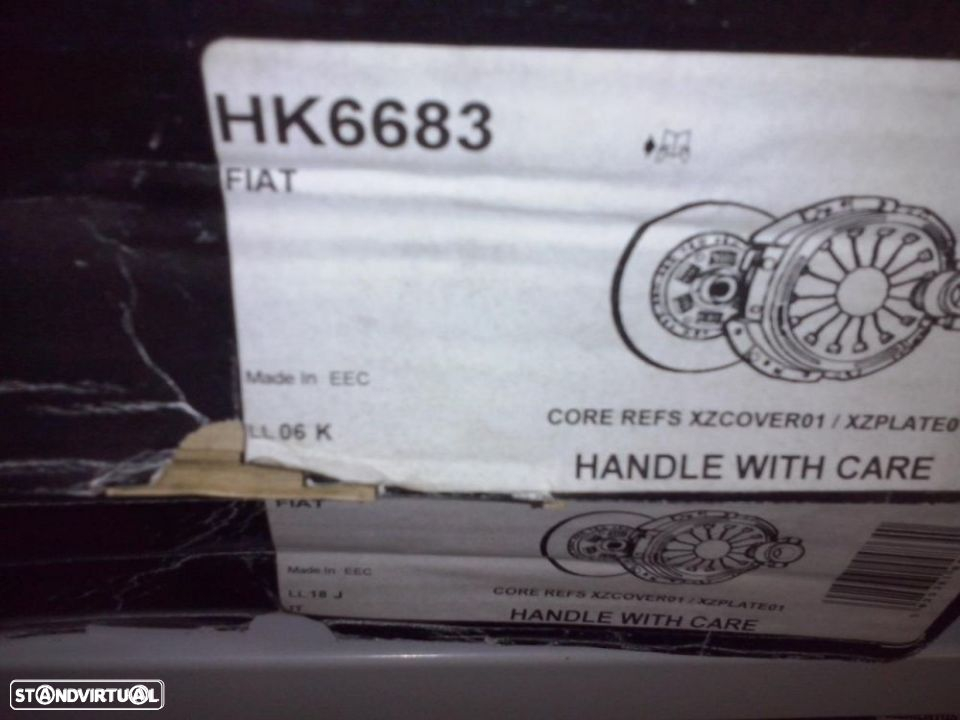 HK6683
FIAT
Made In EEC
LL 06 K
CORE REFS XZCOVER01 / XZPLATE0
HANDLE WITH CARE
FIAT
Made In EEC
LL 18 J
CORE REFS XZCOVER01 / XZPLATE01
HANDLE WITH CARE
STANDVIRTUAL